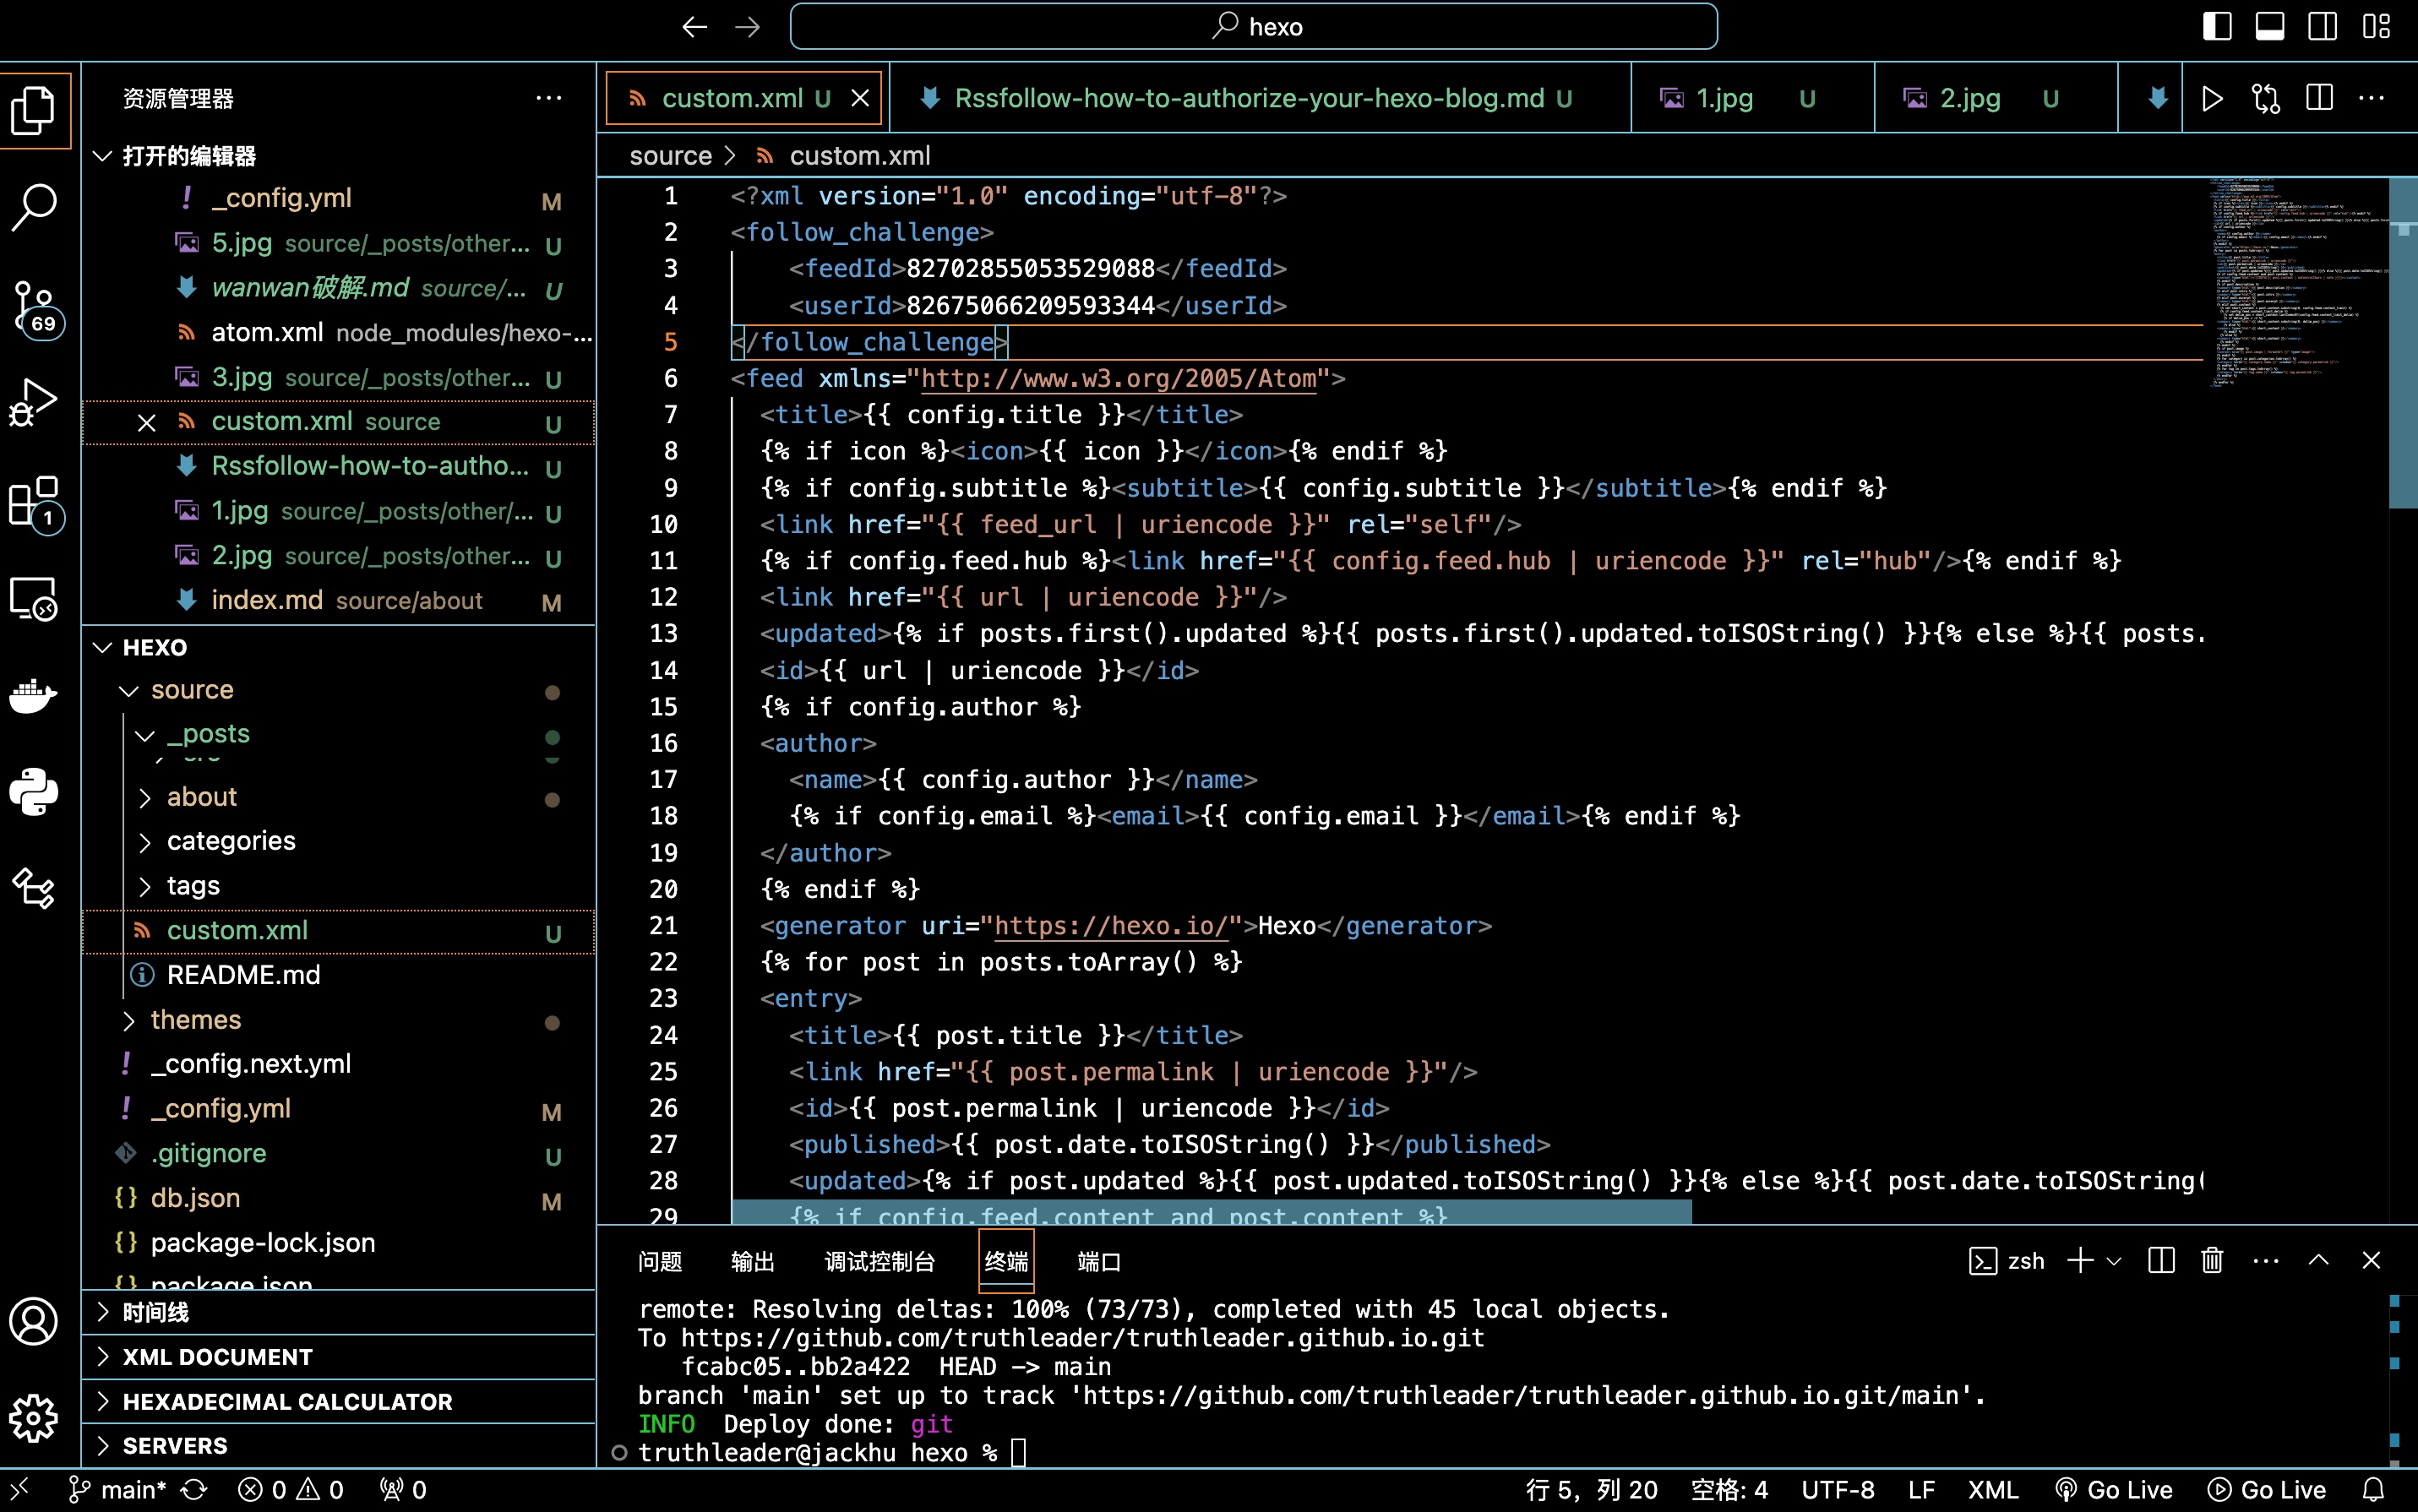 hexo
资源管理器
打开的编辑器
_config.yml M
5.jpg source/_posts/other... U
wanwan破解.md source/... U
atom.xml node_modules/hexo-...
3.jpg source/_posts/other... U
custom.xml source U
Rssfollow-how-to-autho... U
1.jpg source/_posts/other/... U
2.jpg source/_posts/other... U
index.md source/about M
HEXO
source
_posts
about
categories
tags
custom.xml U
README.md
themes
_config.next.yml
_config.yml M
.gitignore U
db.json M
package-lock.json
package.json
时间线
XML DOCUMENT
HEXADECIMAL CALCULATOR
SERVERS
69
1
custom.xml U
Rssfollow-how-to-authorize-your-hexo-blog.md U
1.jpg U
2.jpg U
source > custom.xml
1 <?xml version="1.0" encoding="utf-8"?>
2 <follow_challenge>
3 <feedId>82702855053529088</feedId>
4 <userId>82675066209593344</userId>
5 </follow_challenge>
6 <feed xmlns="http://www.w3.org/2005/Atom">
7 <title>{{ config.title }}</title>
8 {% if icon %}<icon>{{ icon }}</icon>{% endif %}
9 {% if config.subtitle %}<subtitle>{{ config.subtitle }}</subtitle>{% endif %}
10 <link href="{{ feed_url | uriencode }}" rel="self"/>
11 {% if config.feed.hub %}<link href="{{ config.feed.hub | uriencode }}" rel="hub"/>{% endif %}
12 <link href="{{ url | uriencode }}"/>
13 <updated>{% if posts.first().updated %}{{ posts.first().updated.toISOString() }}{% else %}{{ posts.
14 <id>{{ url | uriencode }}</id>
15 {% if config.author %}
16 <author>
17 <name>{{ config.author }}</name>
18 {% if config.email %}<email>{{ config.email }}</email>{% endif %}
19 </author>
20 {% endif %}
21 <generator uri="https://hexo.io/">Hexo</generator>
22 {% for post in posts.toArray() %}
23 <entry>
24 <title>{{ post.title }}</title>
25 <link href="{{ post.permalink | uriencode }}"/>
26 <id>{{ post.permalink | uriencode }}</id>
27 <published>{{ post.date.toISOString() }}</published>
28 <updated>{% if post.updated %}{{ post.updated.toISOString() }}{% else %}{{ post.date.toISOString(
29 {% if config.feed.content and post.content %}
问题 输出 调试控制台 终端 端口
zsh
remote: Resolving deltas: 100% (73/73), completed with 45 local objects.
To https://github.com/truthleader/truthleader.github.io.git
fcabc05..bb2a422 HEAD -> main
branch 'main' set up to track 'https://github.com/truthleader/truthleader.github.io.git/main'.
INFO Deploy done: git
truthleader@jackhu hexo %
main* 0 0 0
行 5, 列 20 空格: 4 UTF-8 LF XML Go Live Go Live